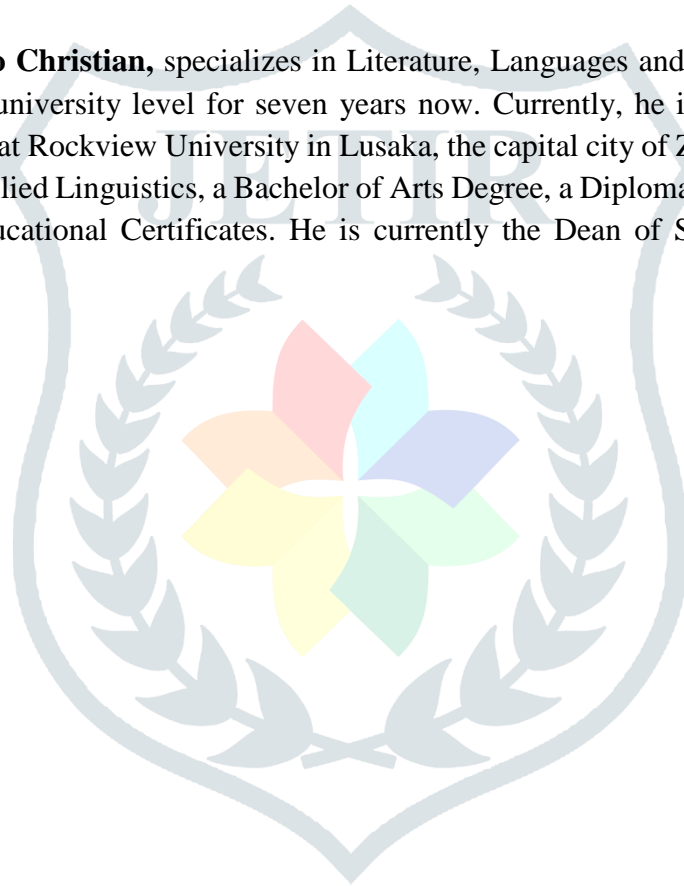 o Christian, specializes in Literature, Languages and
university level for seven years now. Currently, he i
at Rockview University in Lusaka, the capital city of Z
lied Linguistics, a Bachelor of Arts Degree, a Diploma
ucational Certificates. He is currently the Dean of S
JETIR